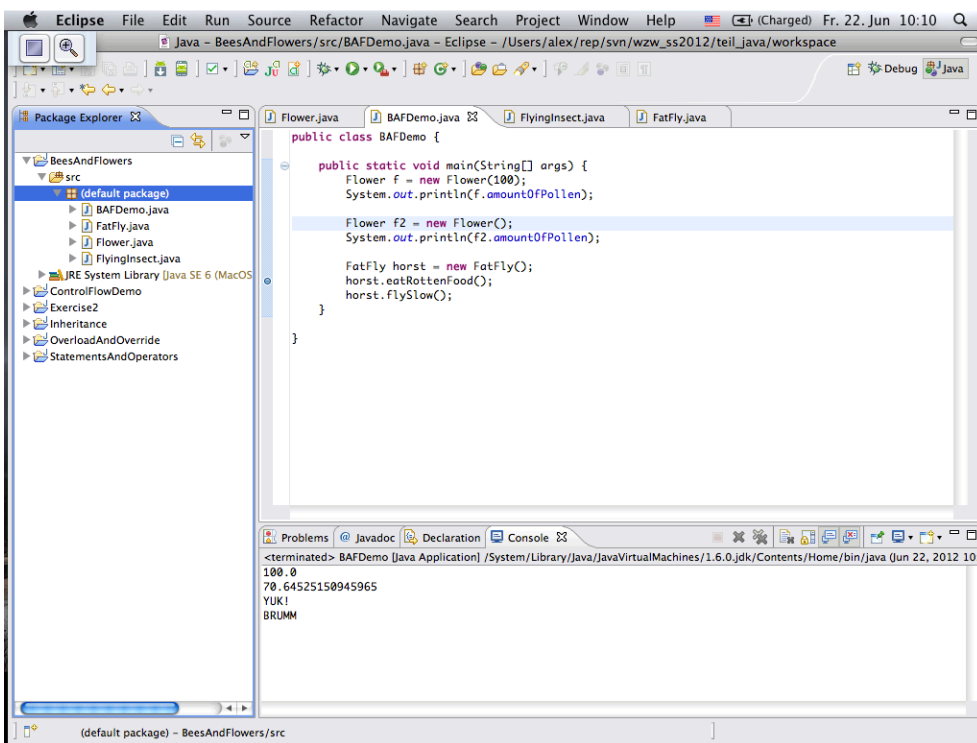 Eclipse File Edit Run Source Refactor Navigate Search Project Window Help (Charged) Fr. 22. Jun 10:10
Java – BeesAndFlowers/src/BAFDemo.java – Eclipse – /Users/alex/rep/svn/wzw_ss2012/teil_java/workspace
Debug Java
Package Explorer
BeesAndFlowers
src
(default package)
BAFDemo.java
FatFly.java
Flower.java
FlyingInsect.java
JRE System Library [Java SE 6 (MacOS
ControlFlowDemo
Exercise2
Inheritance
OverloadAndOverride
StatementsAndOperators
Flower.java BAFDemo.java FlyingInsect.java FatFly.java
public class BAFDemo {
public static void main(String[] args) {
Flower f = new Flower(100);
System.out.println(f.amountOfPollen);
Flower f2 = new Flower();
System.out.println(f2.amountOfPollen);
FatFly horst = new FatFly();
horst.eatRottenFood();
horst.flySlow();
}
}
Problems @ Javadoc Declaration Console
<terminated> BAFDemo [Java Application] /System/Library/Java/JavaVirtualMachines/1.6.0.jdk/Contents/Home/bin/java (Jun 22, 2012 10
100.0
70.64525150945965
YUK!
BRUMM
(default package) – BeesAndFlowers/src